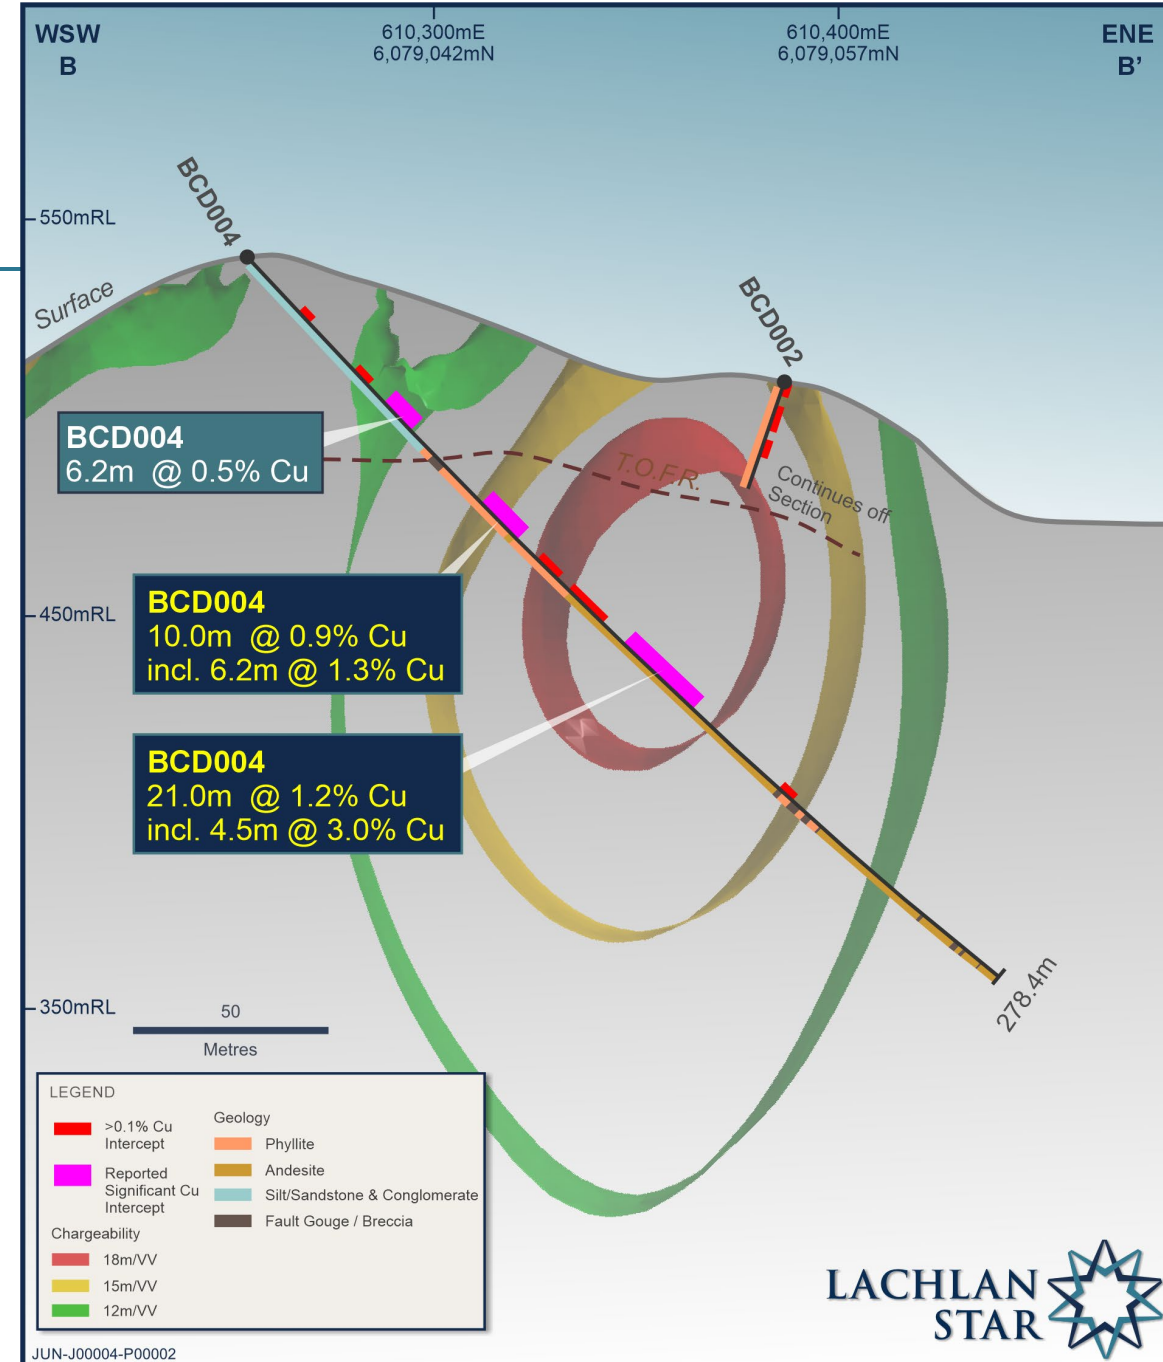 WSW
B
610,300mE
6,079,042mN
610,400mE
6,079,057mN
ENE
B’
550mRL
BCD004
Surface
BCD002
BCD004
6.2m @ 0.5% Cu
T.O.F.R.
Continues off
Section
450mRL
BCD004
10.0m @ 0.9% Cu
incl. 6.2m @ 1.3% Cu
BCD004
21.0m @ 1.2% Cu
incl. 4.5m @ 3.0% Cu
350mRL
278.4m
50
Metres
LEGEND
>0.1% Cu
Intercept
Reported
Significant Cu
Intercept
Chargeability
18m/VV
15m/VV
12m/VV
Geology
Phyllite
Andesite
Silt/Sandstone & Conglomerate
Fault Gouge / Breccia
LACHLAN
STAR
JUN-J00004-P00002